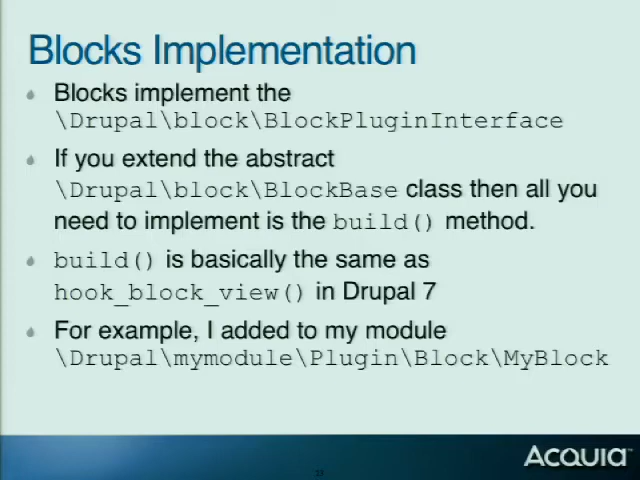 Blocks Implementation
Blocks implement the
\Drupal\block\BlockPluginInterface
If you extend the abstract
\Drupal\block\BlockBase class then all you
need to implement is the build() method.
build() is basically the same as
hook_block_view() in Drupal 7
For example, I added to my module
\Drupal\mymodule\Plugin\Block\MyBlock
ACQUIA